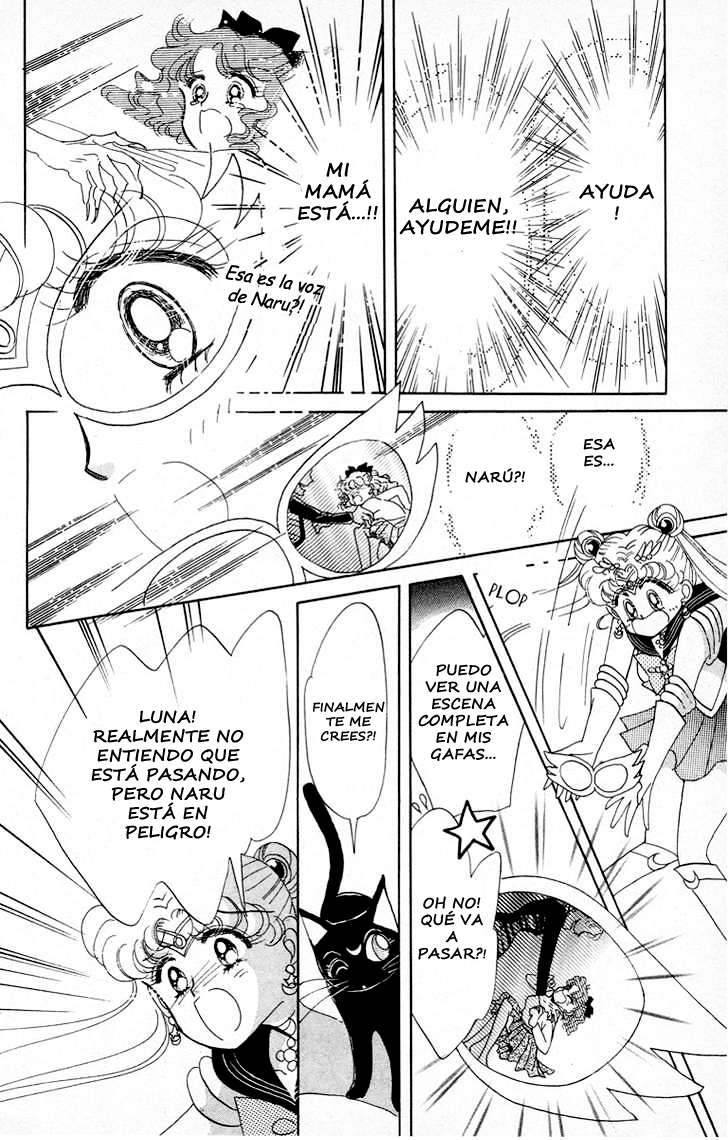 AYUDA
!
ALGUIEN,
AYUDEME!!
MI
MAMÁ
ESTÁ...!!
Esa es la voz
de Naru?!
ESA
ES...
NARÚ?!
PLOP
PUEDO
VER UNA
ESCENA
COMPLETA
EN MIS
GAFAS...
OH NO!
QUÉ VA
A
PASAR?!
FINALMEN
TE ME
CREES?!
LUNA!
REALMENTE NO
ENTIENDO QUE
ESTÁ PASANDO,
PERO NARU
ESTÁ EN
PELIGRO!